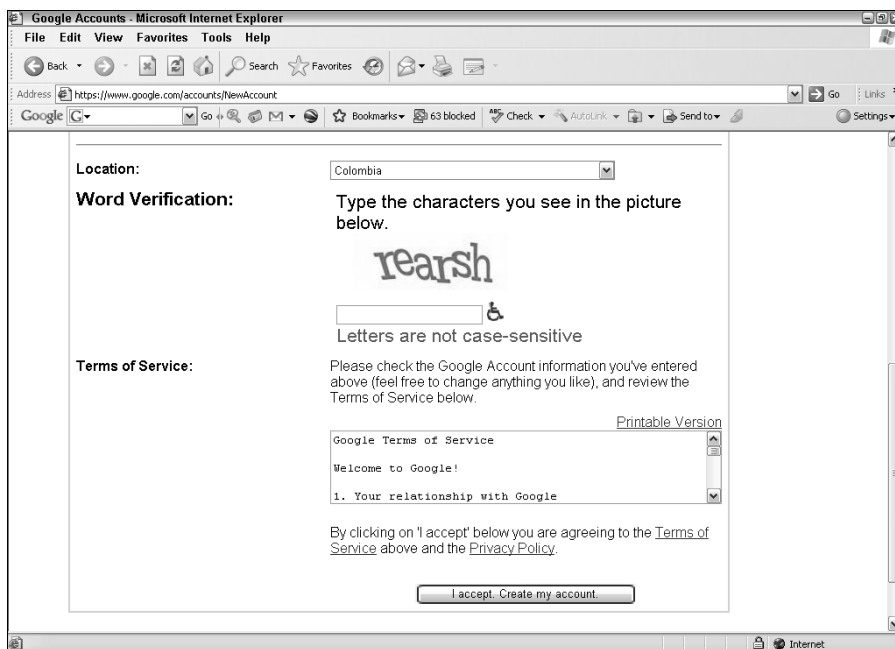 Google Accounts - Microsoft Internet Explorer
File Edit View Favorites Tools Help
Back Search Favorites
Address https://www.google.com/accounts/NewAccount Go Links
Google G Go Bookmarks 63 blocked ABC Check AutoLink Send to Settings
Location: Colombia
Word Verification: Type the characters you see in the picture
below.
rearsh
Letters are not case-sensitive
Terms of Service: Please check the Google Account information you've entered
above (feel free to change anything you like), and review the
Terms of Service below.
Printable Version
Google Terms of Service
Welcome to Google!
1. Your relationship with Google
By clicking on 'I accept' below you are agreeing to the Terms of
Service above and the Privacy Policy.
I accept. Create my account.
Internet